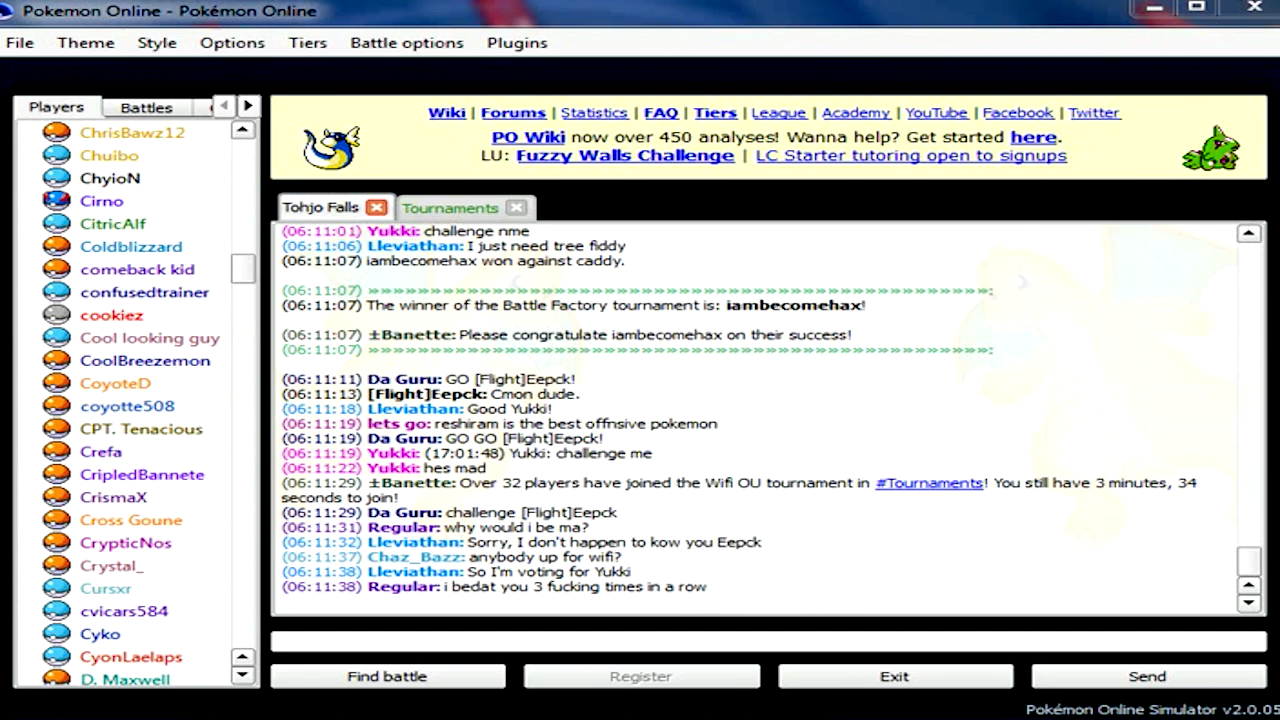 Pokemon Online - Pokémon Online
File Theme Style Options Tiers Battle options Plugins
Players Battles
ChrisBawz12
Chuibo
ChyioN
Cirno
CitricAlf
Coldblizzard
comeback kid
confusedtrainer
cookiez
Cool looking guy
CoolBreezemon
CoyoteD
coyotte508
CPT. Tenacious
Crefa
CripledBannete
CrismaX
Cross Goune
CrypticNos
Crystal_
Cursxr
cvicars584
Cyko
CyonLaelaps
D. Maxwell
Wiki | Forums | Statistics | FAQ | Tiers | League | Academy | YouTube | Facebook | Twitter
PO Wiki now over 450 analyses! Wanna help? Get started here.
LU: Fuzzy Walls Challenge | LC Starter tutoring open to signups
Tohjo Falls Tournaments
(06:11:01) Yukki: challenge nme
(06:11:06) Lleviathan: I just need tree fiddy
(06:11:07) iambecomehax won against caddy.
(06:11:07) »»»»»»»»»»»»»»»»»»»»»»»»»»»»»»»»»»»»»»»»»»»»»»»»»»:
(06:11:07) The winner of the Battle Factory tournament is: iambecomehax!
(06:11:07) ±Banette: Please congratulate iambecomehax on their success!
(06:11:07) »»»»»»»»»»»»»»»»»»»»»»»»»»»»»»»»»»»»»»»»»»»»»»»»»»:
(06:11:11) Da Guru: GO [Flight]Eepck!
(06:11:13) [Flight]Eepck: Cmon dude.
(06:11:18) Lleviathan: Good Yukki!
(06:11:19) lets go: reshiram is the best offnsive pokemon
(06:11:19) Da Guru: GO GO [Flight]Eepck!
(06:11:19) Yukki: (17:01:48) Yukki: challenge me
(06:11:22) Yukki: hes mad
(06:11:29) ±Banette: Over 32 players have joined the Wifi OU tournament in #Tournaments! You still have 3 minutes, 34
seconds to join!
(06:11:29) Da Guru: challenge [Flight]Eepck
(06:11:31) Regular: why would i be ma?
(06:11:32) Lleviathan: Sorry, I don't happen to kow you Eepck
(06:11:37) Chaz_Bazz: anybody up for wifi?
(06:11:38) Lleviathan: So I'm voting for Yukki
(06:11:38) Regular: i bedat you 3 fucking times in a row
Find battle Register Exit Send
Pokémon Online Simulator v2.0.05